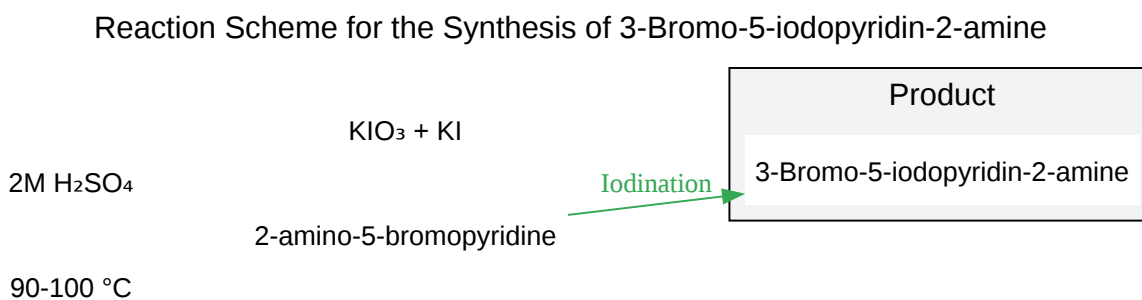 Reaction Scheme for the Synthesis of 3-Bromo-5-iodopyridin-2-amine
Product
KIO₃ + KI
3-Bromo-5-iodopyridin-2-amine
2M H₂SO₄
Iodination
2-amino-5-bromopyridine
90-100 °C